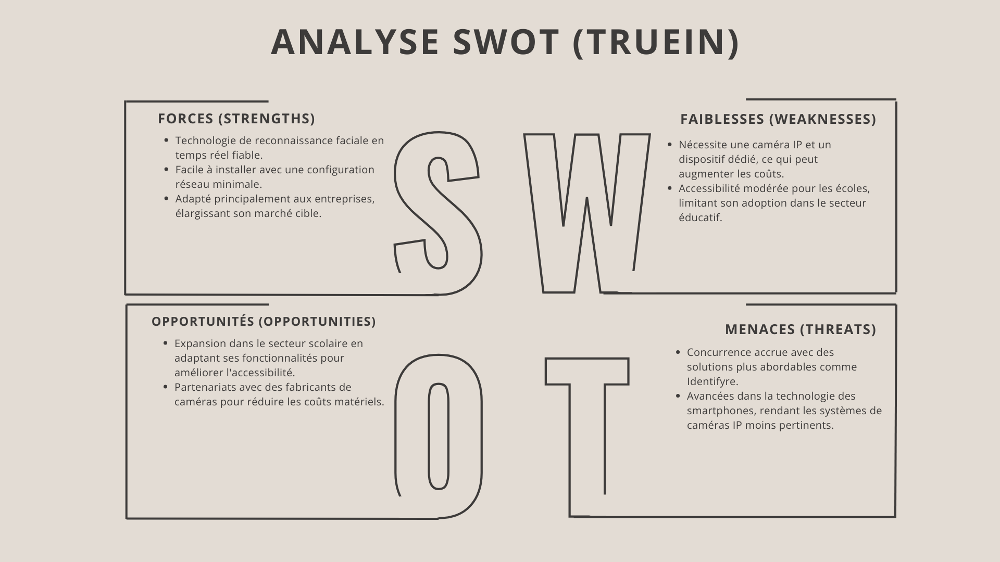 ANALYSE SWOT (TRUEIN)
FORCES (STRENGTHS)
• Technologie de reconnaissance faciale en
temps réel fiable.
• Facile à installer avec une configuration
réseau minimale.
• Adapté principalement aux entreprises,
élargissant son marché cible.
S
W
FAIBLESSES (WEAKNESSES)
• Nécessite une caméra IP et un
dispositif dédié, ce qui peut
augmenter les coûts.
• Accessibilité modérée pour les écoles,
limitant son adoption dans le secteur
éducatif.
OPPORTUNITÉS (OPPORTUNITIES)
• Expansion dans le secteur scolaire en
adaptant ses fonctionnalités pour
améliorer l'accessibilité.
• Partenariats avec des fabricants de
caméras pour réduire les coûts matériels.
O
T
MENACES (THREATS)
• Concurrence accrue avec des
solutions plus abordables comme
Identifyre.
• Avancées dans la technologie des
smartphones, rendant les systèmes de
caméras IP moins pertinents.